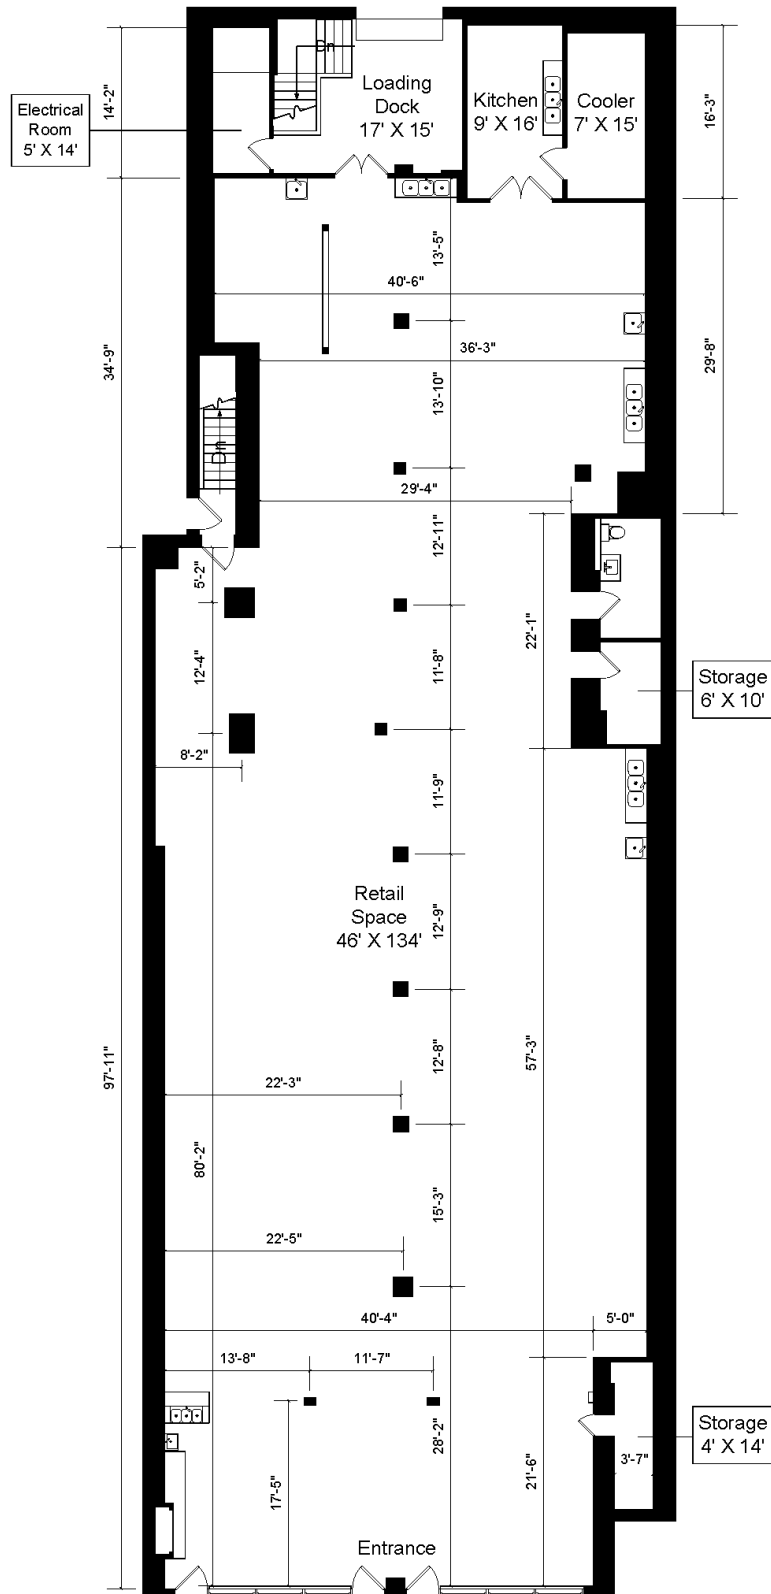 Dn
Loading
Dock
17' X 15'
Kitchen
9' X 16'
Cooler
7' X 15'
14'-2"
16'-3"
Electrical
Room
5' X 14'
13'-5"
40'-6"
36'-3"
34'-9"
29'-8"
13'-10"
Dn
29'-4"
12'-11"
5'-2"
22'-1"
12'-4"
11'-8"
Storage
6' X 10'
8'-2"
11'-9"
Retail
Space
46' X 134'
12'-9"
97'-11"
12'-8"
57'-3"
22'-3"
80'-2"
15'-3"
22'-5"
40'-4"
5'-0"
13'-8"
11'-7"
28'-2"
Storage
4' X 14'
3'-7"
17'-5"
21'-6"
Entrance